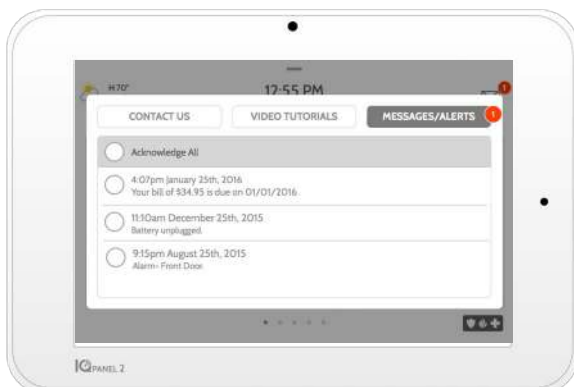 H 70°
12:55 PM
1
CONTACT US
VIDEO TUTORIALS
MESSAGES/ALERTS
1
Acknowledge All
4:07pm January 25th, 2016
Your bill of $34.95 is due on 01/01/2016.
11:10am December 25th, 2015
Battery unplugged.
9:15pm August 25th, 2015
Alarm- Front Door.
IQ PANEL 2